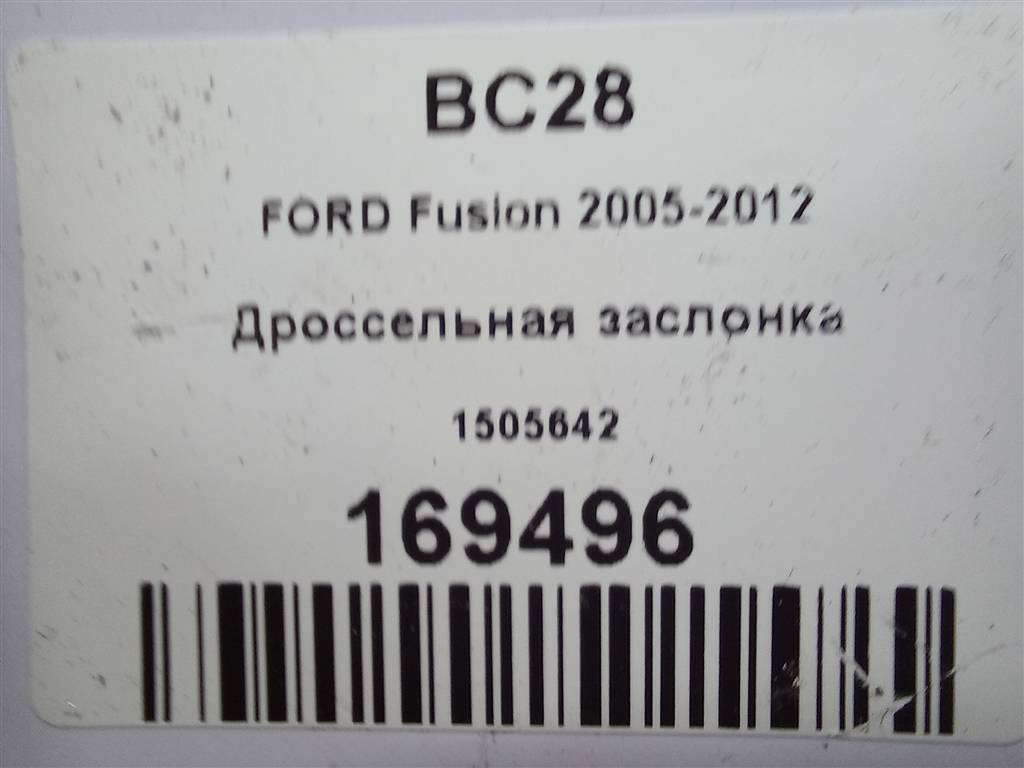 BC28
FORD Fusion 2005-2012
Дроссельная заслонка
1505642
169496